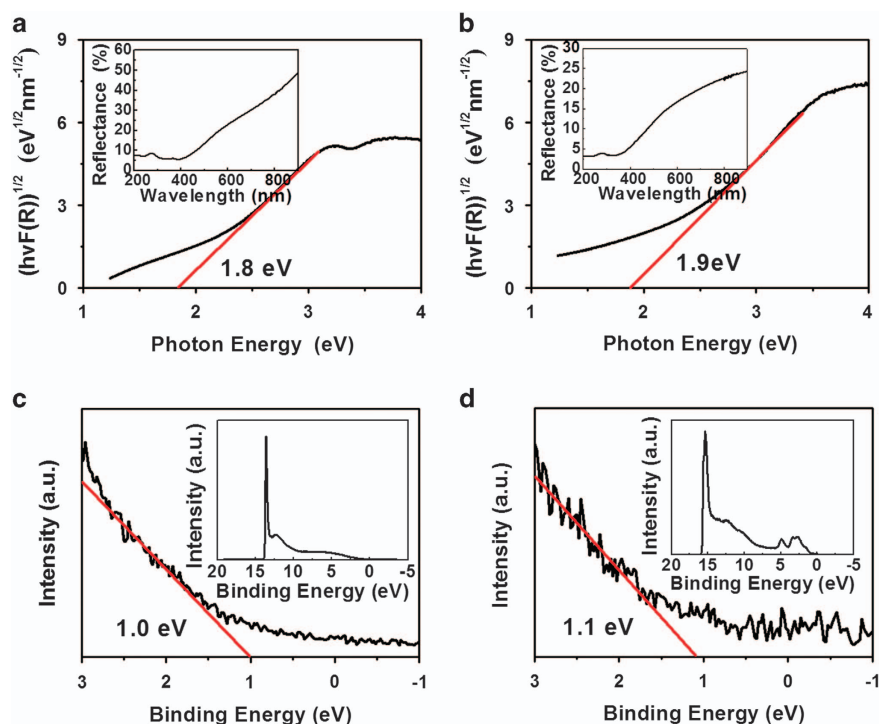 a
9
6
3
0
(hvF(R))^1/2 (eV^1/2nm^-1/2)
1 2 3 4
Photon Energy (eV)
1.8 eV
60
50
40
30
20
10
0
Reflectance (%)
200 400 600 800
Wavelength (nm)
b
9
6
3
0
(hvF(R))^1/2 (eV^1/2nm^-1/2)
1 2 3 4
Photon Energy (eV)
1.9eV
30
25
20
15
10
5
0
Reflectance (%)
200 400 600 800
Wavelength (nm)
c
Intensity (a.u.)
3 2 1 0 -1
Binding Energy (eV)
1.0 eV
Intensity (a.u.)
20 15 10 5 0 -5
Binding Energy (eV)
d
Intensity (a.u.)
3 2 1 0 -1
Binding Energy (eV)
1.1 eV
Intensity (a.u.)
20 15 10 5 0 -5
Binding Energy (eV)